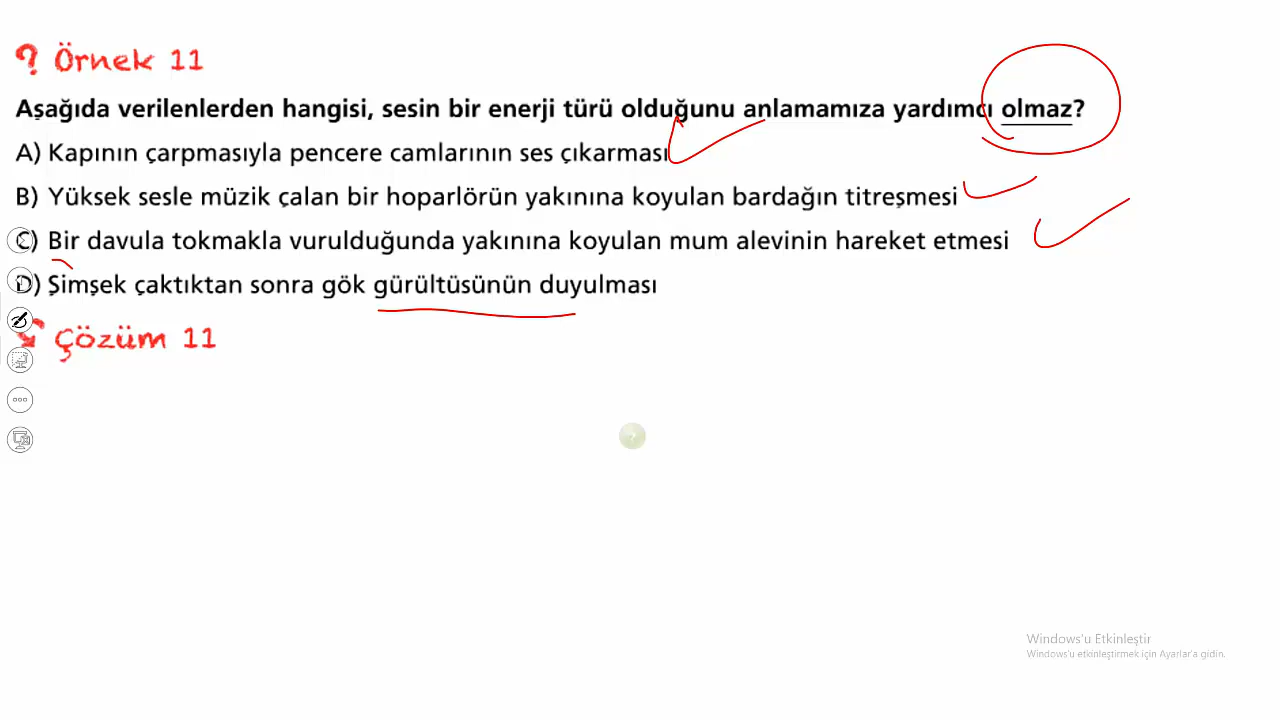 ? Örnek 11
Aşağıda verilenlerden hangisi, sesin bir enerji türü olduğunu anlamamıza yardımcı olmaz?
A) Kapının çarpmasıyla pencere camlarının ses çıkarması
B) Yüksek sesle müzik çalan bir hoparlörün yakınına koyulan bardağın titreşmesi
C) Bir davula tokmakla vurulduğunda yakınına koyulan mum alevinin hareket etmesi
D) Şimşek çaktıktan sonra gök gürültüsünün duyulması
Çözüm 11
Windows'u Etkinleştir
Windows'u etkinleştirmek için Ayarlar'a gidin.